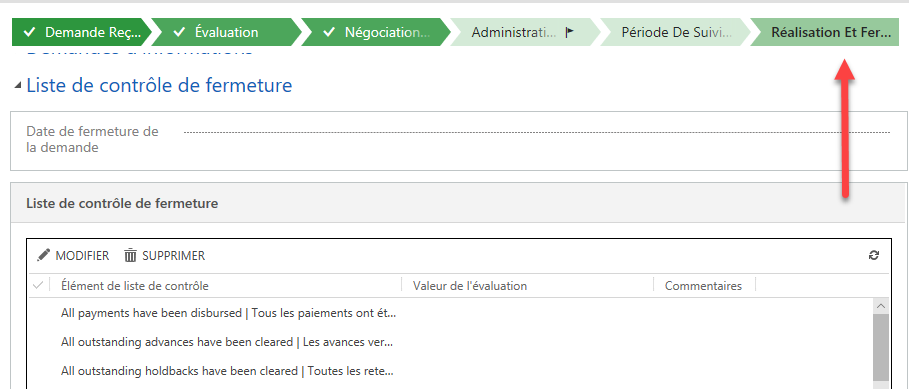 Demande Reç... Évaluation Négociation... Administrati... Période De Suivi... Réalisation Et Fer...
Demandes d'informations
Liste de contrôle de fermeture
Date de fermeture de
la demande
Liste de contrôle de fermeture
MODIFIER SUPPRIMER
Élément de liste de contrôle Valeur de l'évaluation Commentaires
All payments have been disbursed | Tous les paiements ont ét...
All outstanding advances have been cleared | Les avances ver...
All outstanding holdbacks have been cleared | Toutes les rete...